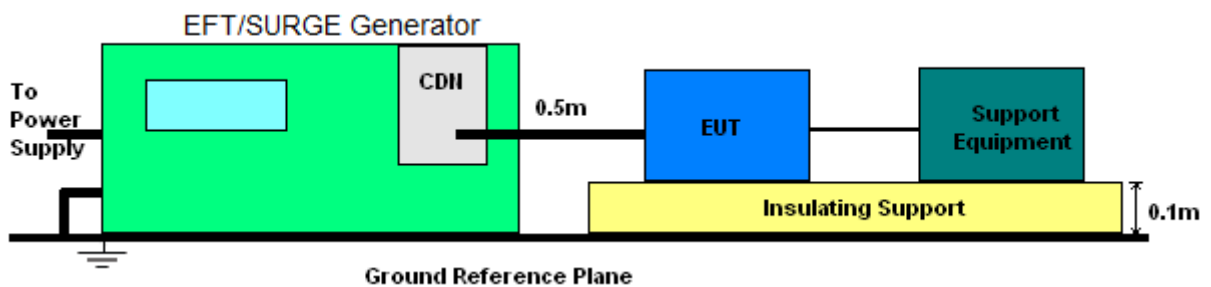 EFT/SURGE Generator
To
Power
Supply
CDN
0.5m
EUT
Support
Equipment
Insulating Support
0.1m
Ground Reference Plane